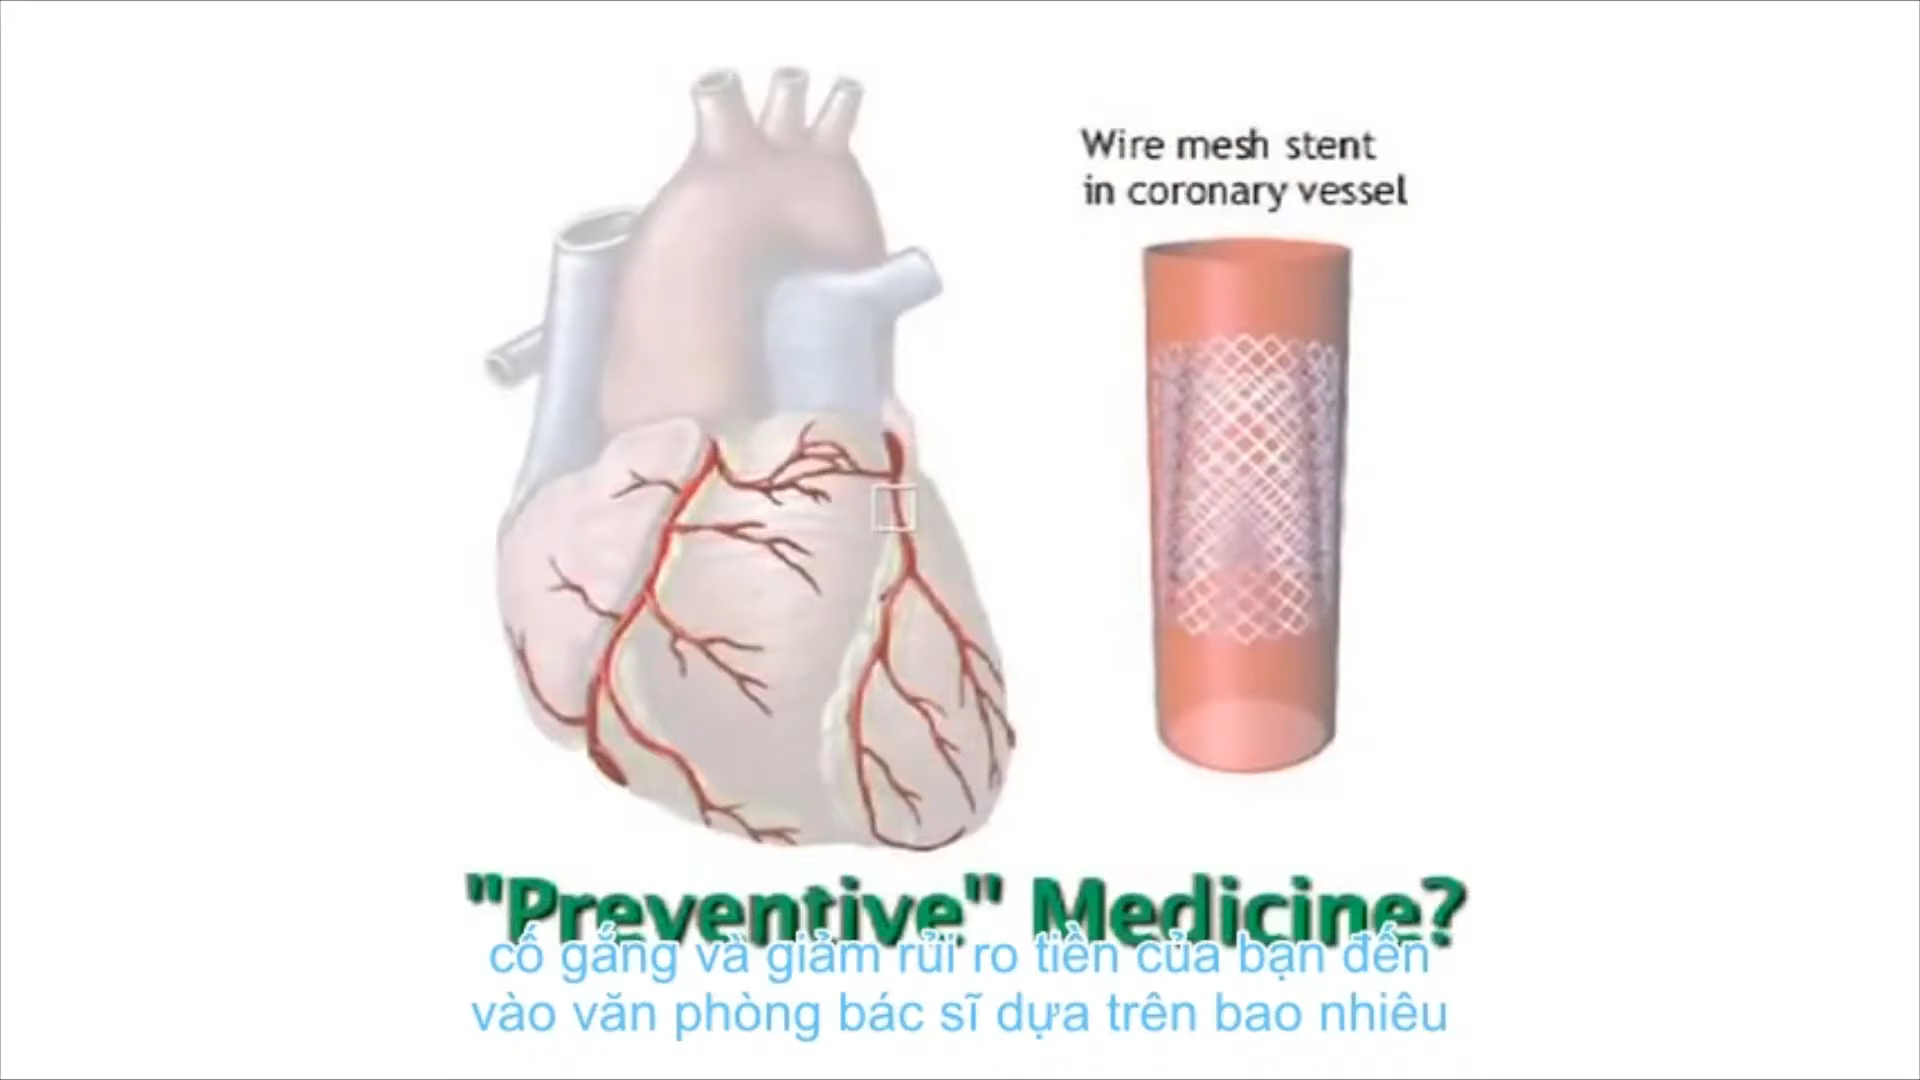 Wire mesh stent
in coronary vessel
"Preventive" Medicine?
cố gắng và giảm rủi ro tiền của bạn đến
vào văn phòng bác sĩ dựa trên bao nhiêu